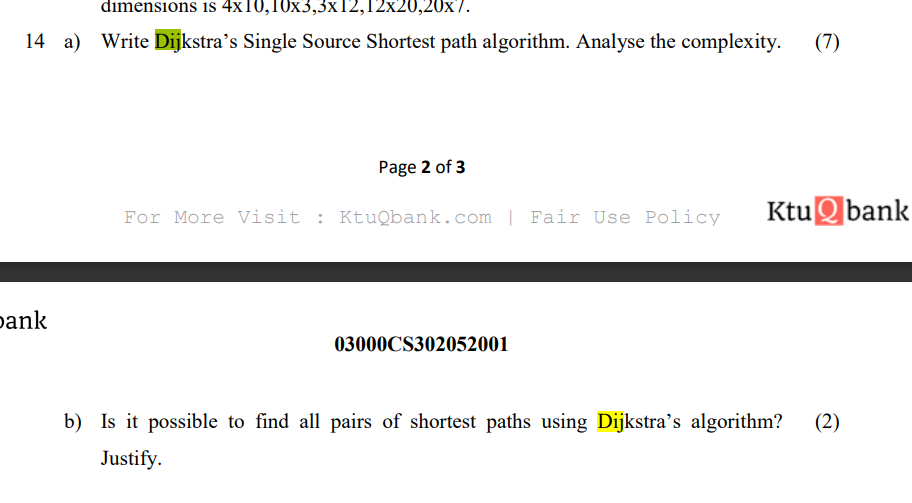 dimensions is 4x10,10x3,3x12,12x20,20x7.
14 a) Write Dijkstra’s Single Source Shortest path algorithm. Analyse the complexity. (7)
Page 2 of 3
For More Visit : KtuQbank.com | Fair Use Policy
KtuQbank
bank
03000CS302052001
b) Is it possible to find all pairs of shortest paths using Dijkstra’s algorithm? (2)
Justify.